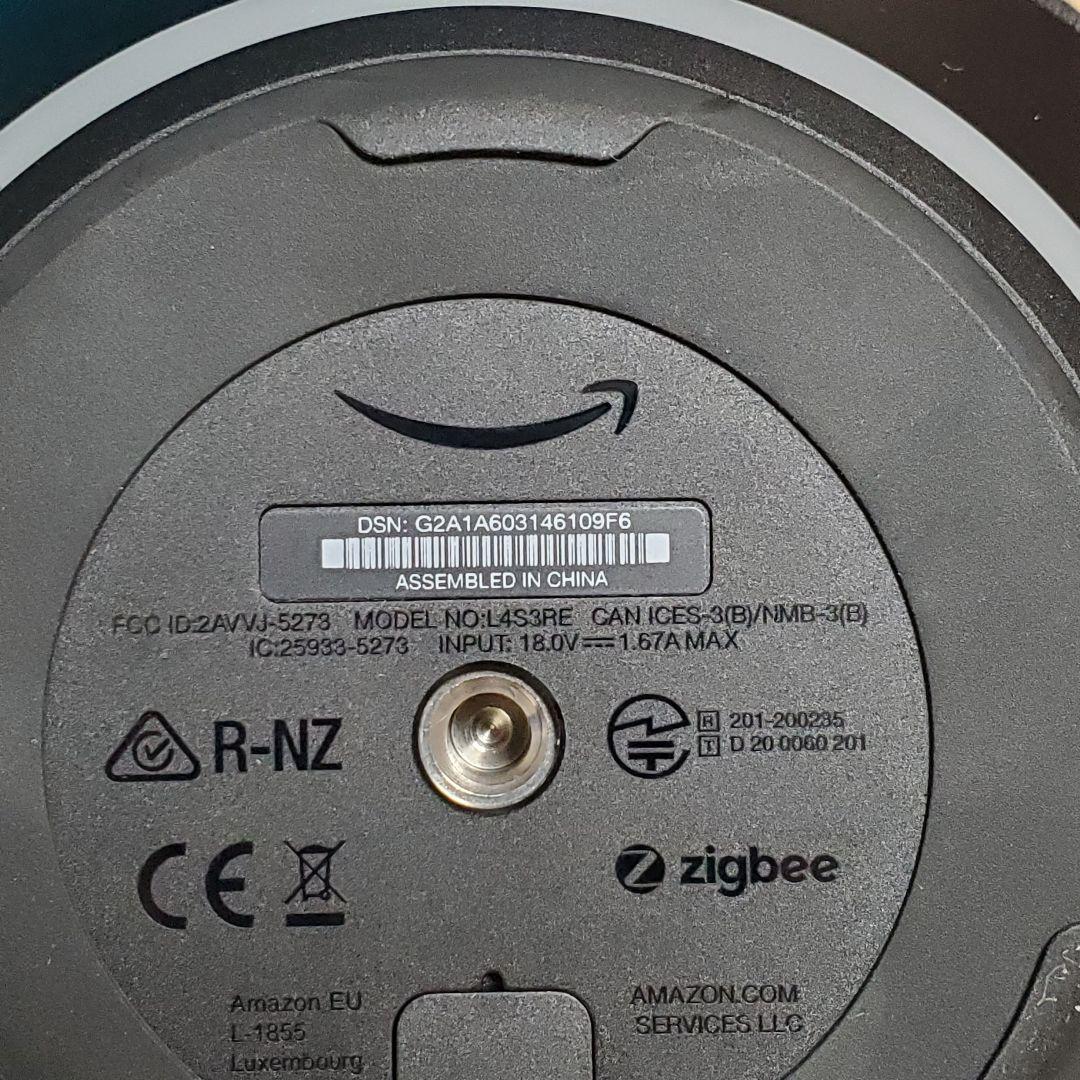 DSN: G2A1A603146109F6
ASSEMBLED IN CHINA
FCC ID:2AVVJ-5273 MODEL NO:L4S3RE CAN ICES-3(B)/NMB-3(B)
IC:25933-5273 INPUT: 18.0V⎓1.67A MAX
R-NZ
R 201-200235
T D 20 0060 201
CE
Z zigbee
Amazon EU
L-1855
Luxembourg
AMAZON.COM
SERVICES LLC